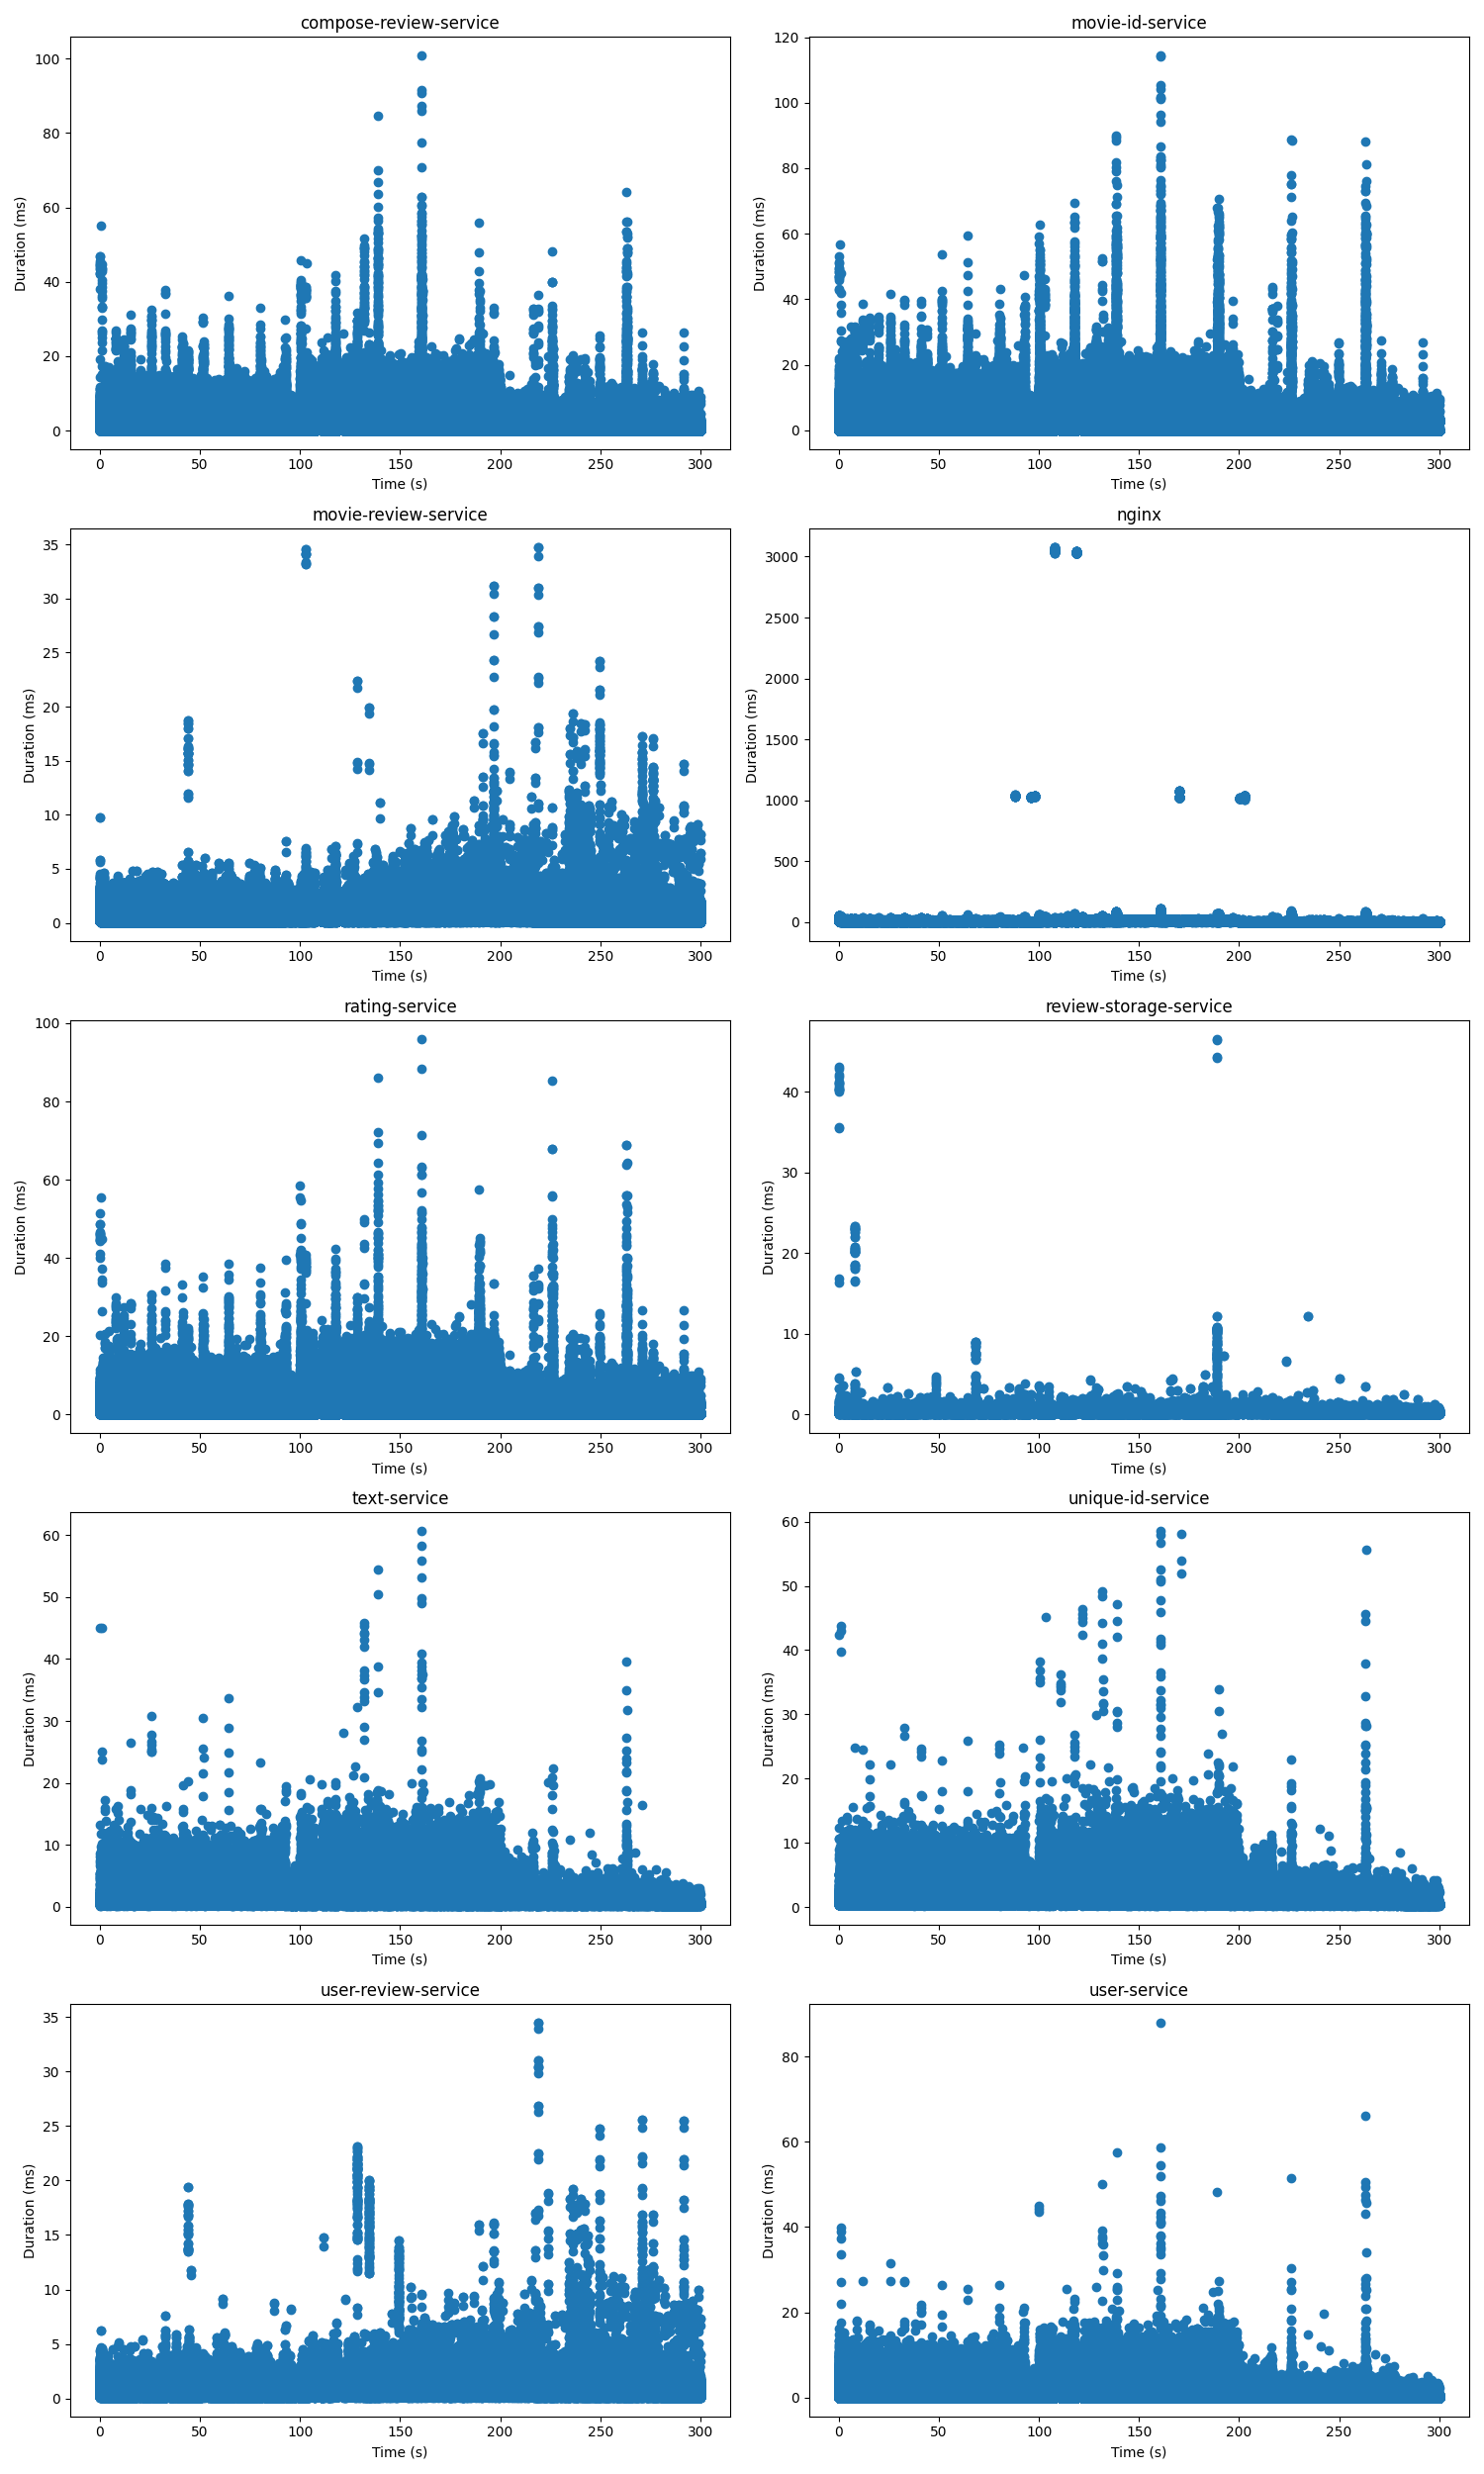 compose-review-service
movie-id-service
100
80
60
40
20
0
Duration (ms)
0 50 100 150 200 250 300
Time (s)
120
100
80
60
40
20
0
Duration (ms)
0 50 100 150 200 250 300
Time (s)
movie-review-service
nginx
35
30
25
20
15
10
5
0
Duration (ms)
0 50 100 150 200 250 300
Time (s)
3000
2500
2000
1500
1000
500
0
Duration (ms)
0 50 100 150 200 250 300
Time (s)
rating-service
review-storage-service
100
80
60
40
20
0
Duration (ms)
0 50 100 150 200 250 300
Time (s)
40
30
20
10
0
Duration (ms)
0 50 100 150 200 250 300
Time (s)
text-service
unique-id-service
60
50
40
30
20
10
0
Duration (ms)
0 50 100 150 200 250 300
Time (s)
60
50
40
30
20
10
0
Duration (ms)
0 50 100 150 200 250 300
Time (s)
user-review-service
user-service
35
30
25
20
15
10
5
0
Duration (ms)
0 50 100 150 200 250 300
Time (s)
80
60
40
20
0
Duration (ms)
0 50 100 150 200 250 300
Time (s)